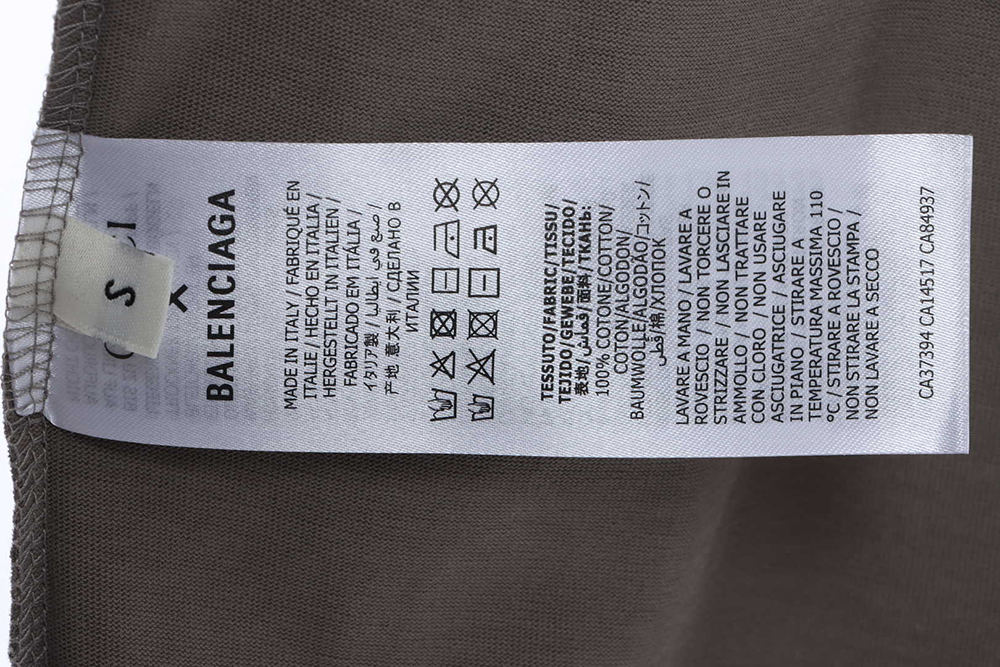 S
X
BALENCIAGA
MADE IN ITALY / FABRIQUÉ EN
ITALIE / HECHO EN ITALIA /
HERGESTELLT IN ITALIEN /
FABRICADO EM ITÁLIA /
イタリア製 / صنع في إيطاليا /
产地 意大利 / СДЕЛАНО В
ИТАЛИИ
TESSUTO/FABRIC/TISSU/
TEJIDO/GEWEBE/TECIDO/
表地/قماش/面料/ТКАНЬ:
100% COTONE/COTTON/
COTON/ALGODON/
BAUMWOLLE/ALGODÃO/コットン/
قطن/棉/ХЛОПОК
LAVARE A MANO / LAVARE A
ROVESCIO / NON TORCERE O
STRIZZARE / NON LASCIARE IN
AMMOLLO / NON TRATTARE
CON CLORO / NON USARE
ASCIUGATRICE / ASCIUGARE
IN PIANO / STIRARE A
TEMPERATURA MASSIMA 110
°C / STIRARE A ROVESCIO /
NON STIRARE LA STAMPA /
NON LAVARE A SECCO
CA37394 CA14517 CA84937